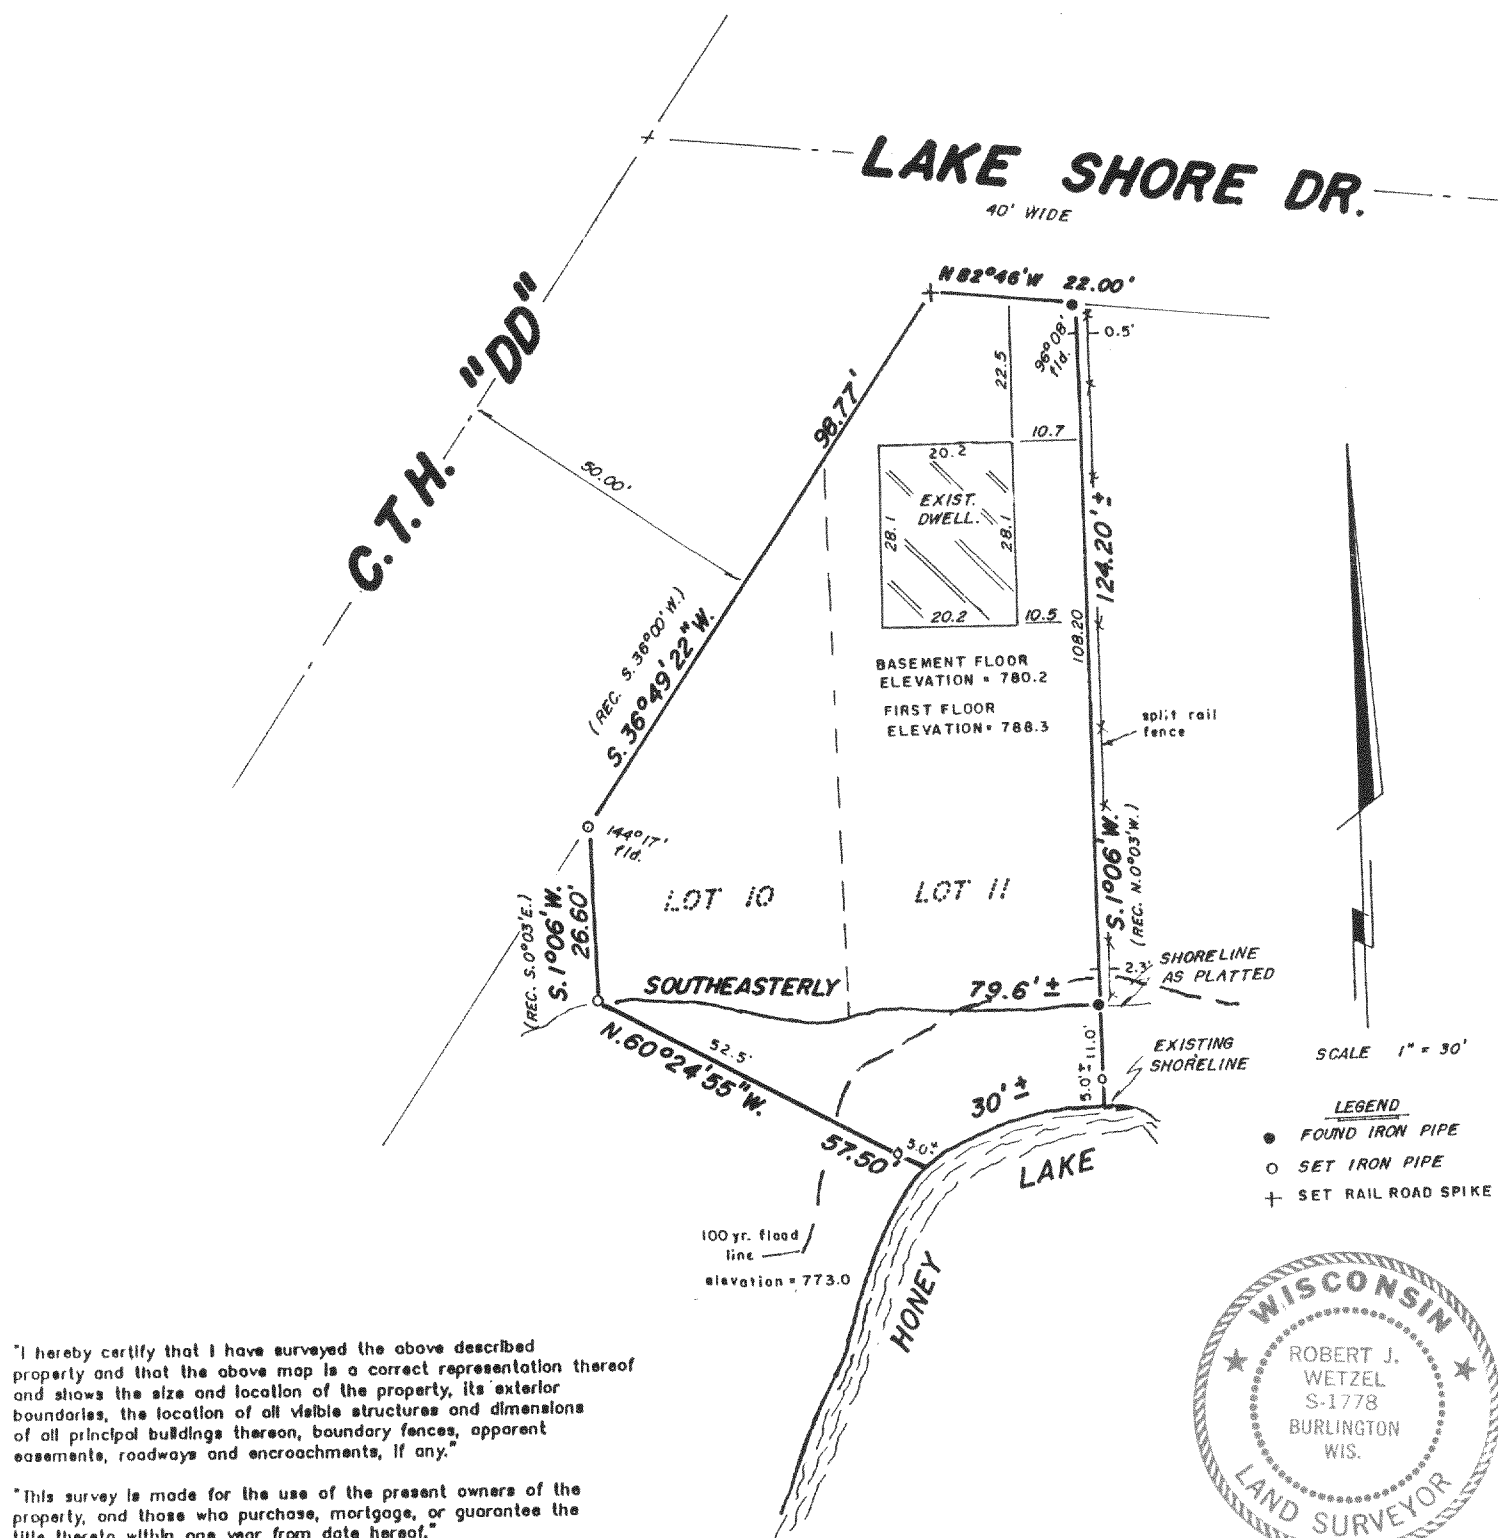 LAKE SHORE DR.
40' WIDE
N 82°46'W 22.00'
C.T.H. "DD"
96°08'
fld.
0.5'
22.5
98.77'
10.7
50.00'
20.2
EXIST.
DWELL.
28.1
28.1
124.20'±
20.2
10.5
108.20
(REC. S. 36°00' W.)
S. 36°49'22" W.
BASEMENT FLOOR
ELEVATION = 780.2
FIRST FLOOR
ELEVATION = 788.3
split rail
fence
144°17'
fld.
LOT 10
LOT 11
S. 1°06' W.
(REC. N.0°03'W.)
(REC. S.0°03'E.)
S. 1°06' W.
26.60'
SOUTHEASTERLY
79.6' ±
2.3'
SHORELINE
AS PLATTED
N. 60°24'55" W.
52.5'
57.50'
5.0'±
11.0'
5.0'±
30' ±
EXISTING
SHORELINE
HONEY LAKE
100 yr. flood
line
elevation = 773.0
SCALE 1" = 30'
LEGEND
FOUND IRON PIPE
SET IRON PIPE
SET RAIL ROAD SPIKE
"I hereby certify that I have surveyed the above described
property and that the above map is a correct representation thereof
and shows the size and location of the property, its exterior
boundaries, the location of all visible structures and dimensions
of all principal buildings thereon, boundary fences, apparent
easements, roadways and encroachments, if any."
"This survey is made for the use of the present owners of the
property, and those who purchase, mortgage, or guarantee the
title thereto within one year from date hereof."
WISCONSIN
ROBERT J.
WETZEL
S-1778
BURLINGTON
WIS.
LAND SURVEYOR